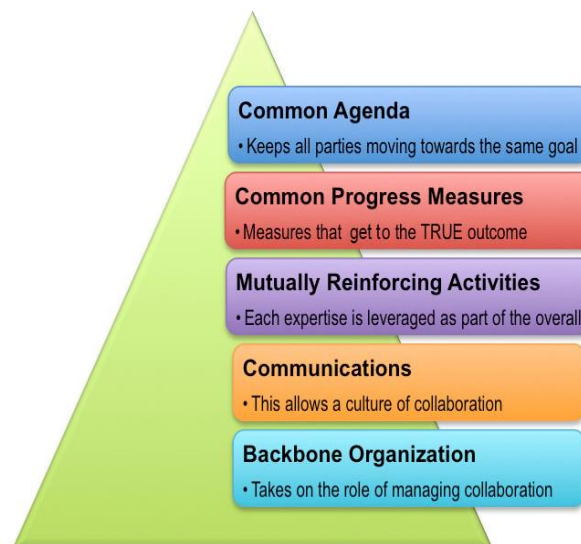 Common Agenda
• Keeps all parties moving towards the same goal
Common Progress Measures
• Measures that get to the TRUE outcome
Mutually Reinforcing Activities
• Each expertise is leveraged as part of the overall
Communications
• This allows a culture of collaboration
Backbone Organization
• Takes on the role of managing collaboration